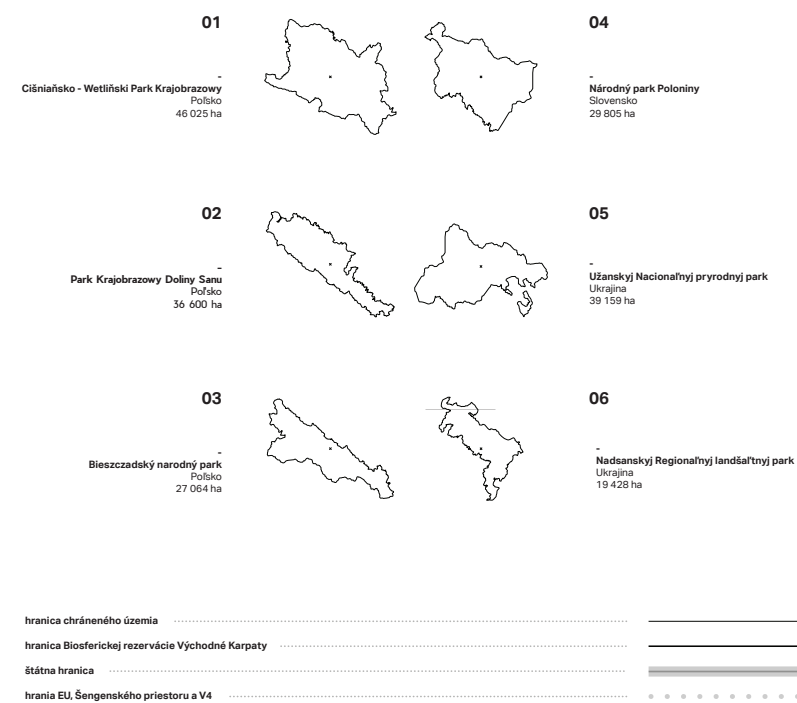 01
-
Cišniaňsko - Wetliňski Park Krajobrazowy
Poľsko
46 025 ha
04
-
Národný park Poloniny
Slovensko
29 805 ha
02
-
Park Krajobrazowy Doliny Sanu
Poľsko
36 600 ha
05
-
Užanskyj Nacionaľnyj pryrodnyj park
Ukrajina
39 159 ha
03
-
Bieszczadský narodný park
Poľsko
27 064 ha
06
-
Nadsanskyj Regionaľnyj landšaľtnyj park
Ukrajina
19 428 ha
hranica chráneného územia
hranica Biosferickej rezervácie Východné Karpaty
štátna hranica
hrania EU, Šengenského priestoru a V4